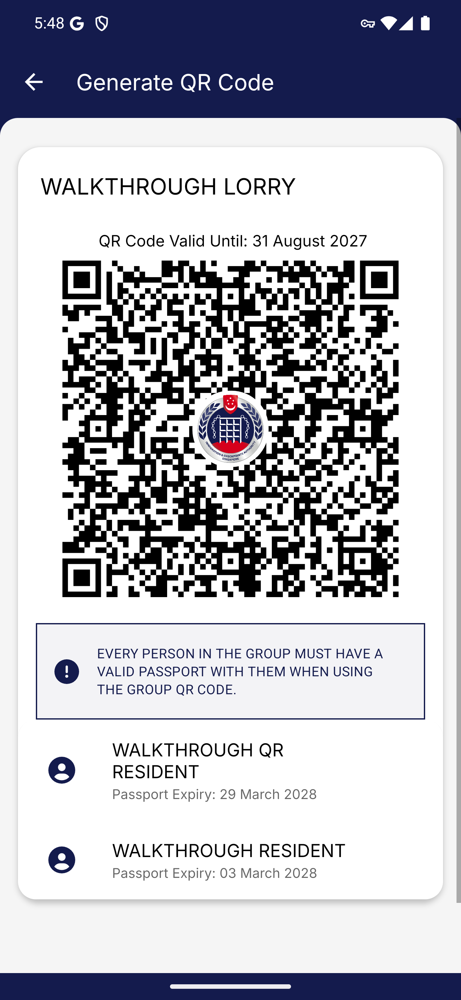 5:48
Generate QR Code
WALKTHROUGH LORRY
QR Code Valid Until: 31 August 2027
IMMIGRATION & CHECKPOINTS AUTHORITY
SINGAPORE
EVERY PERSON IN THE GROUP MUST HAVE A
VALID PASSPORT WITH THEM WHEN USING
THE GROUP QR CODE.
WALKTHROUGH QR
RESIDENT
Passport Expiry: 29 March 2028
WALKTHROUGH RESIDENT
Passport Expiry: 03 March 2028